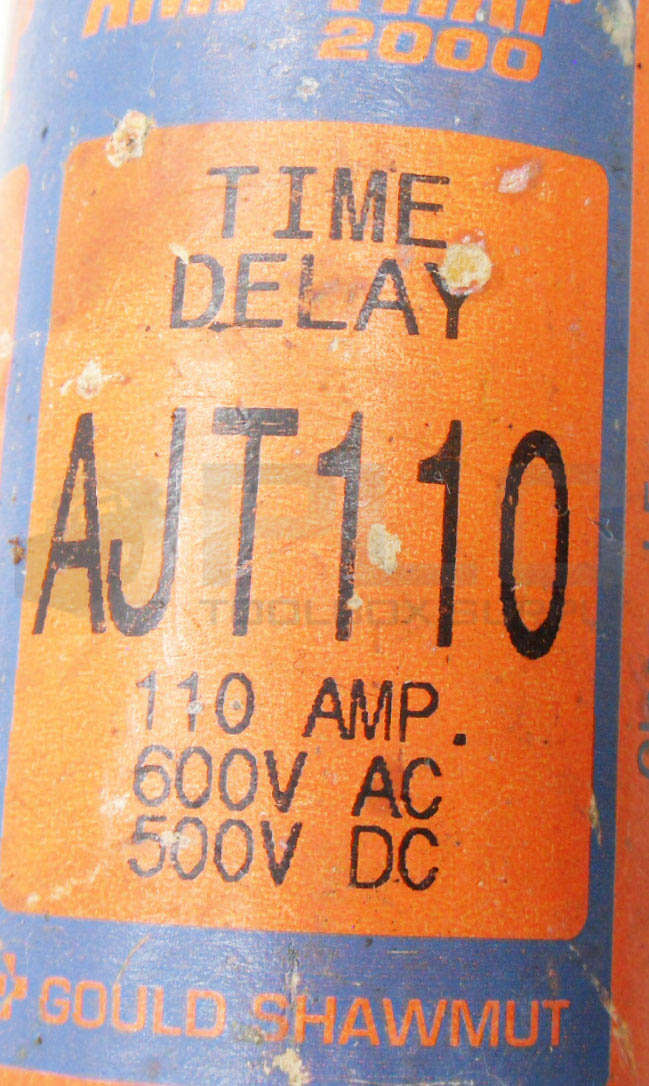 2000
TIME
DELAY
AJT110
110 AMP.
600V AC
500V DC
GOULD SHAWMUT